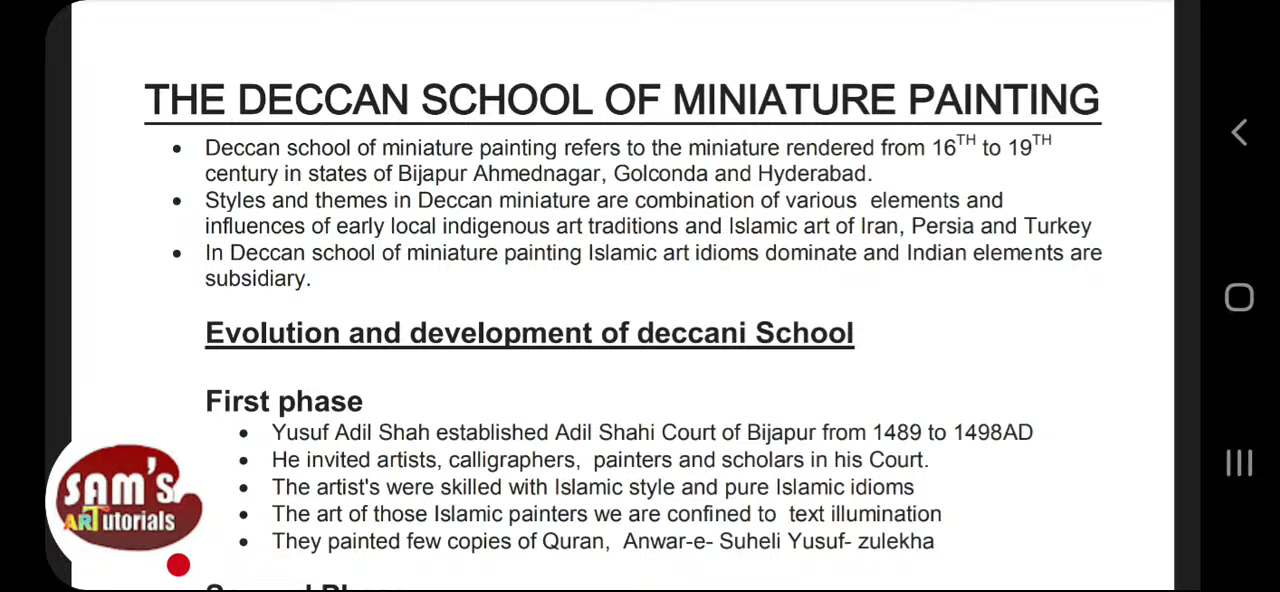 THE DECCAN SCHOOL OF MINIATURE PAINTING
• Deccan school of miniature painting refers to the miniature rendered from 16TH to 19TH
century in states of Bijapur Ahmednagar, Golconda and Hyderabad.
• Styles and themes in Deccan miniature are combination of various elements and
influences of early local indigenous art traditions and Islamic art of Iran, Persia and Turkey
• In Deccan school of miniature painting Islamic art idioms dominate and Indian elements are
subsidiary.
Evolution and development of deccani School
First phase
• Yusuf Adil Shah established Adil Shahi Court of Bijapur from 1489 to 1498AD
• He invited artists, calligraphers, painters and scholars in his Court.
• The artist's were skilled with Islamic style and pure Islamic idioms
• The art of those Islamic painters we are confined to text illumination
• They painted few copies of Quran, Anwar-e- Suheli Yusuf- zulekha
SAM'S
ARTutorials